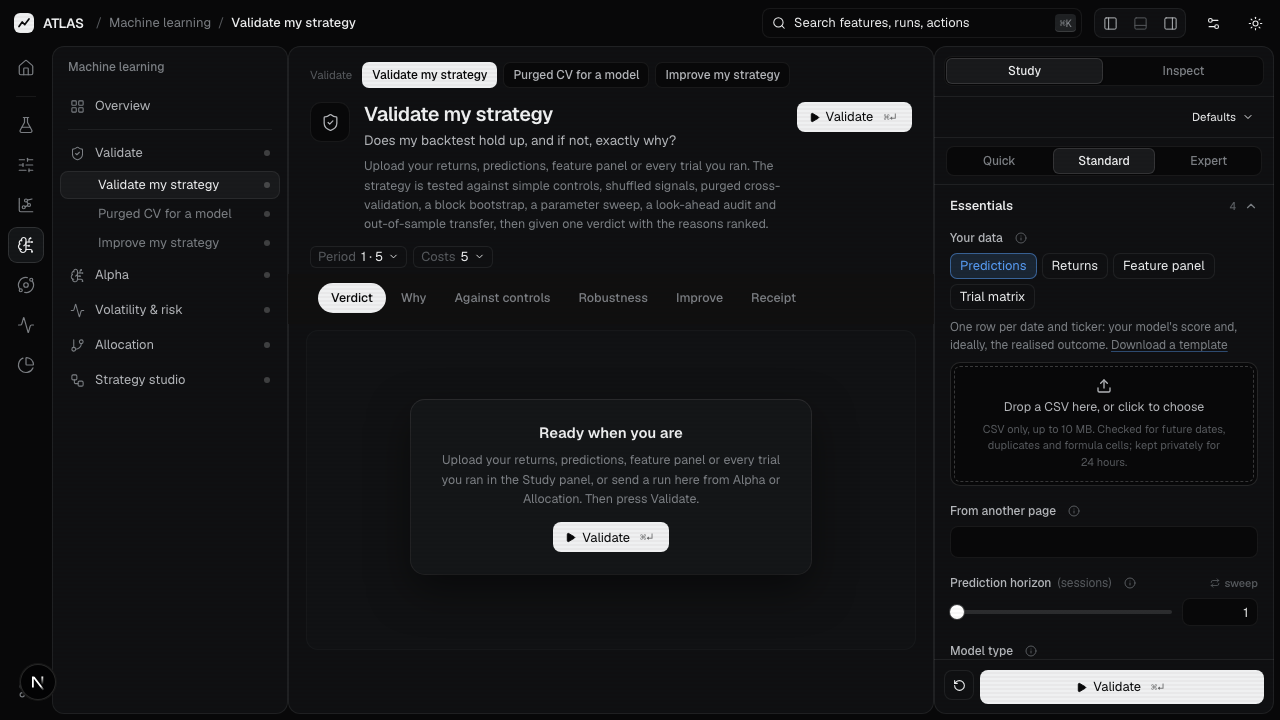 ATLAS / Machine learning / Validate my strategy
Search features, runs, actions ⌘K
Machine learning
Overview
Validate
Validate my strategy
Purged CV for a model
Improve my strategy
Alpha
Volatility & risk
Allocation
Strategy studio
N
Validate Validate my strategy Purged CV for a model Improve my strategy
Validate my strategy
Validate ⌘↵
Does my backtest hold up, and if not, exactly why?
Upload your returns, predictions, feature panel or every trial you ran. The
strategy is tested against simple controls, shuffled signals, purged cross-
validation, a block bootstrap, a parameter sweep, a look-ahead audit and
out-of-sample transfer, then given one verdict with the reasons ranked.
Period 1 · 5 Costs 5
Verdict Why Against controls Robustness Improve Receipt
Ready when you are
Upload your returns, predictions, feature panel or every trial
you ran in the Study panel, or send a run here from Alpha or
Allocation. Then press Validate.
Validate ⌘↵
Study Inspect
Defaults
Quick Standard Expert
Essentials 4
Your data
Predictions Returns Feature panel
Trial matrix
One row per date and ticker: your model's score and,
ideally, the realised outcome. Download a template
Drop a CSV here, or click to choose
CSV only, up to 10 MB. Checked for future dates,
duplicates and formula cells; kept privately for
24 hours.
From another page
Prediction horizon (sessions) sweep
1
Model type
Validate ⌘↵